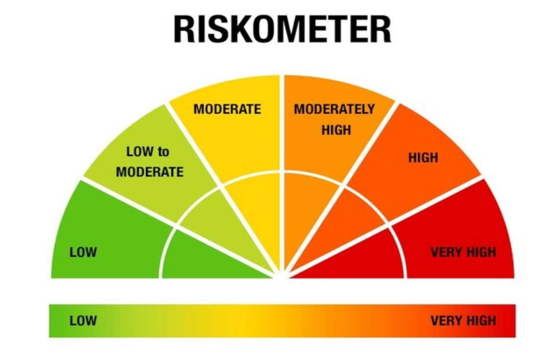 RISKOMETER
MODERATE
MODERATELY
HIGH
LOW to
MODERATE
HIGH
LOW
VERY HIGH
LOW
VERY HIGH